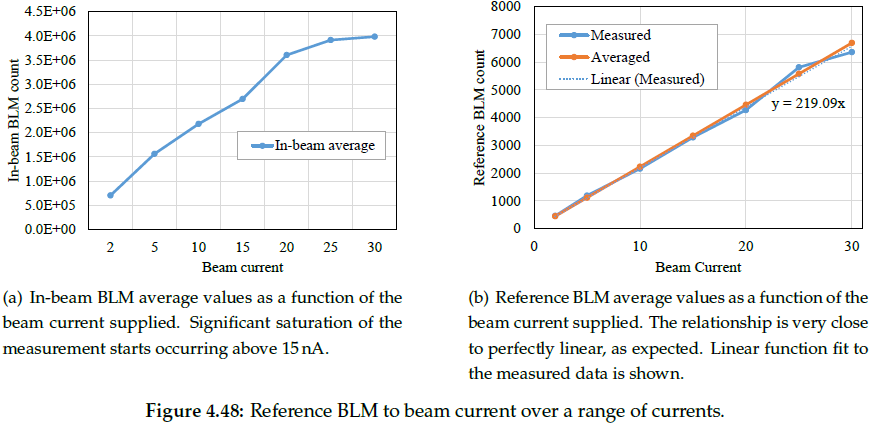 4.5E+06
4.0E+06
3.5E+06
3.0E+06
2.5E+06
2.0E+06
1.5E+06
1.0E+06
5.0E+05
0.0E+00
In-beam BLM count
In-beam average
2 5 10 15 20 25 30
Beam current
(a) In-beam BLM average values as a function of the
beam current supplied. Significant saturation of the
measurement starts occurring above 15 nA.
8000
7000
6000
5000
4000
3000
2000
1000
0
Reference BLM count
Measured
Averaged
Linear (Measured)
y = 219.09x
0 10 20 30
Beam Current
(b) Reference BLM average values as a function of the
beam current supplied. The relationship is very close
to perfectly linear, as expected. Linear function fit to
the measured data is shown.
Figure 4.48: Reference BLM to beam current over a range of currents.